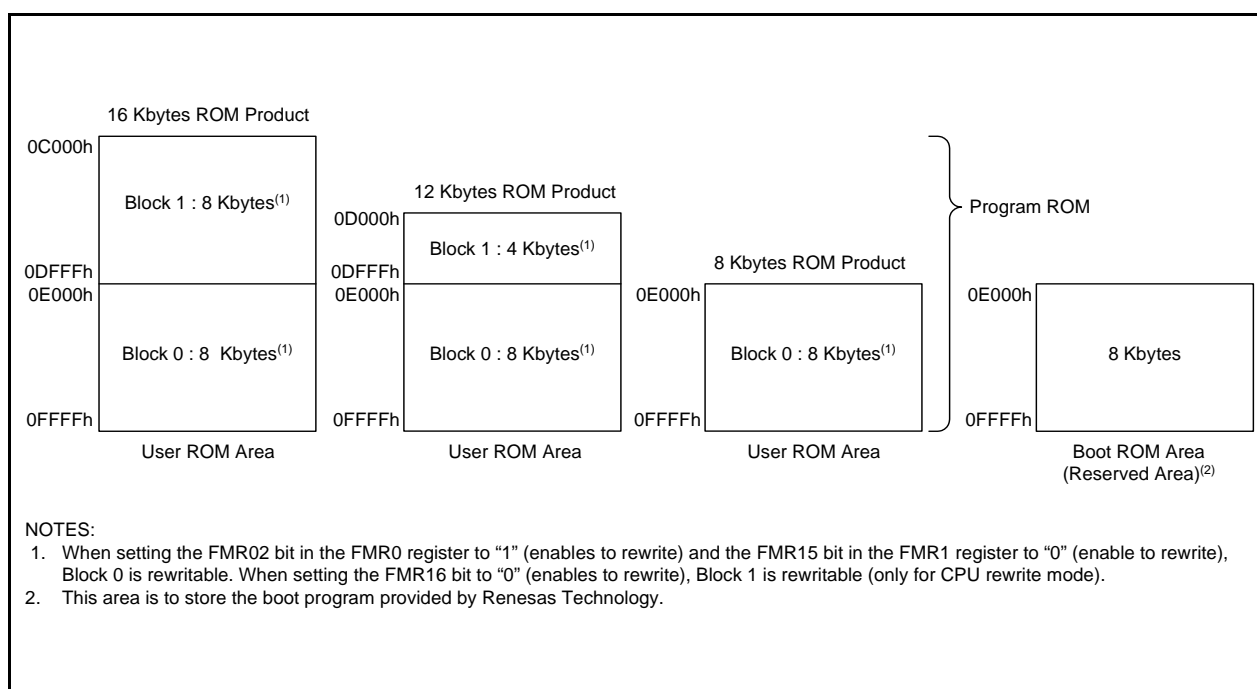 16 Kbytes ROM Product
0C000h
Block 1 : 8 Kbytes(1)
0DFFFh
0E000h
Block 0 : 8 Kbytes(1)
0FFFFh
User ROM Area
12 Kbytes ROM Product
0D000h
Block 1 : 4 Kbytes(1)
0DFFFh
0E000h
Block 0 : 8 Kbytes(1)
0FFFFh
User ROM Area
8 Kbytes ROM Product
0E000h
Block 0 : 8 Kbytes(1)
0FFFFh
User ROM Area
Program ROM
0E000h
8 Kbytes
0FFFFh
Boot ROM Area
(Reserved Area)(2)
NOTES:
1. When setting the FMR02 bit in the FMR0 register to “1” (enables to rewrite) and the FMR15 bit in the FMR1 register to “0” (enable to rewrite),
Block 0 is rewritable. When setting the FMR16 bit to “0” (enables to rewrite), Block 1 is rewritable (only for CPU rewrite mode).
2. This area is to store the boot program provided by Renesas Technology.